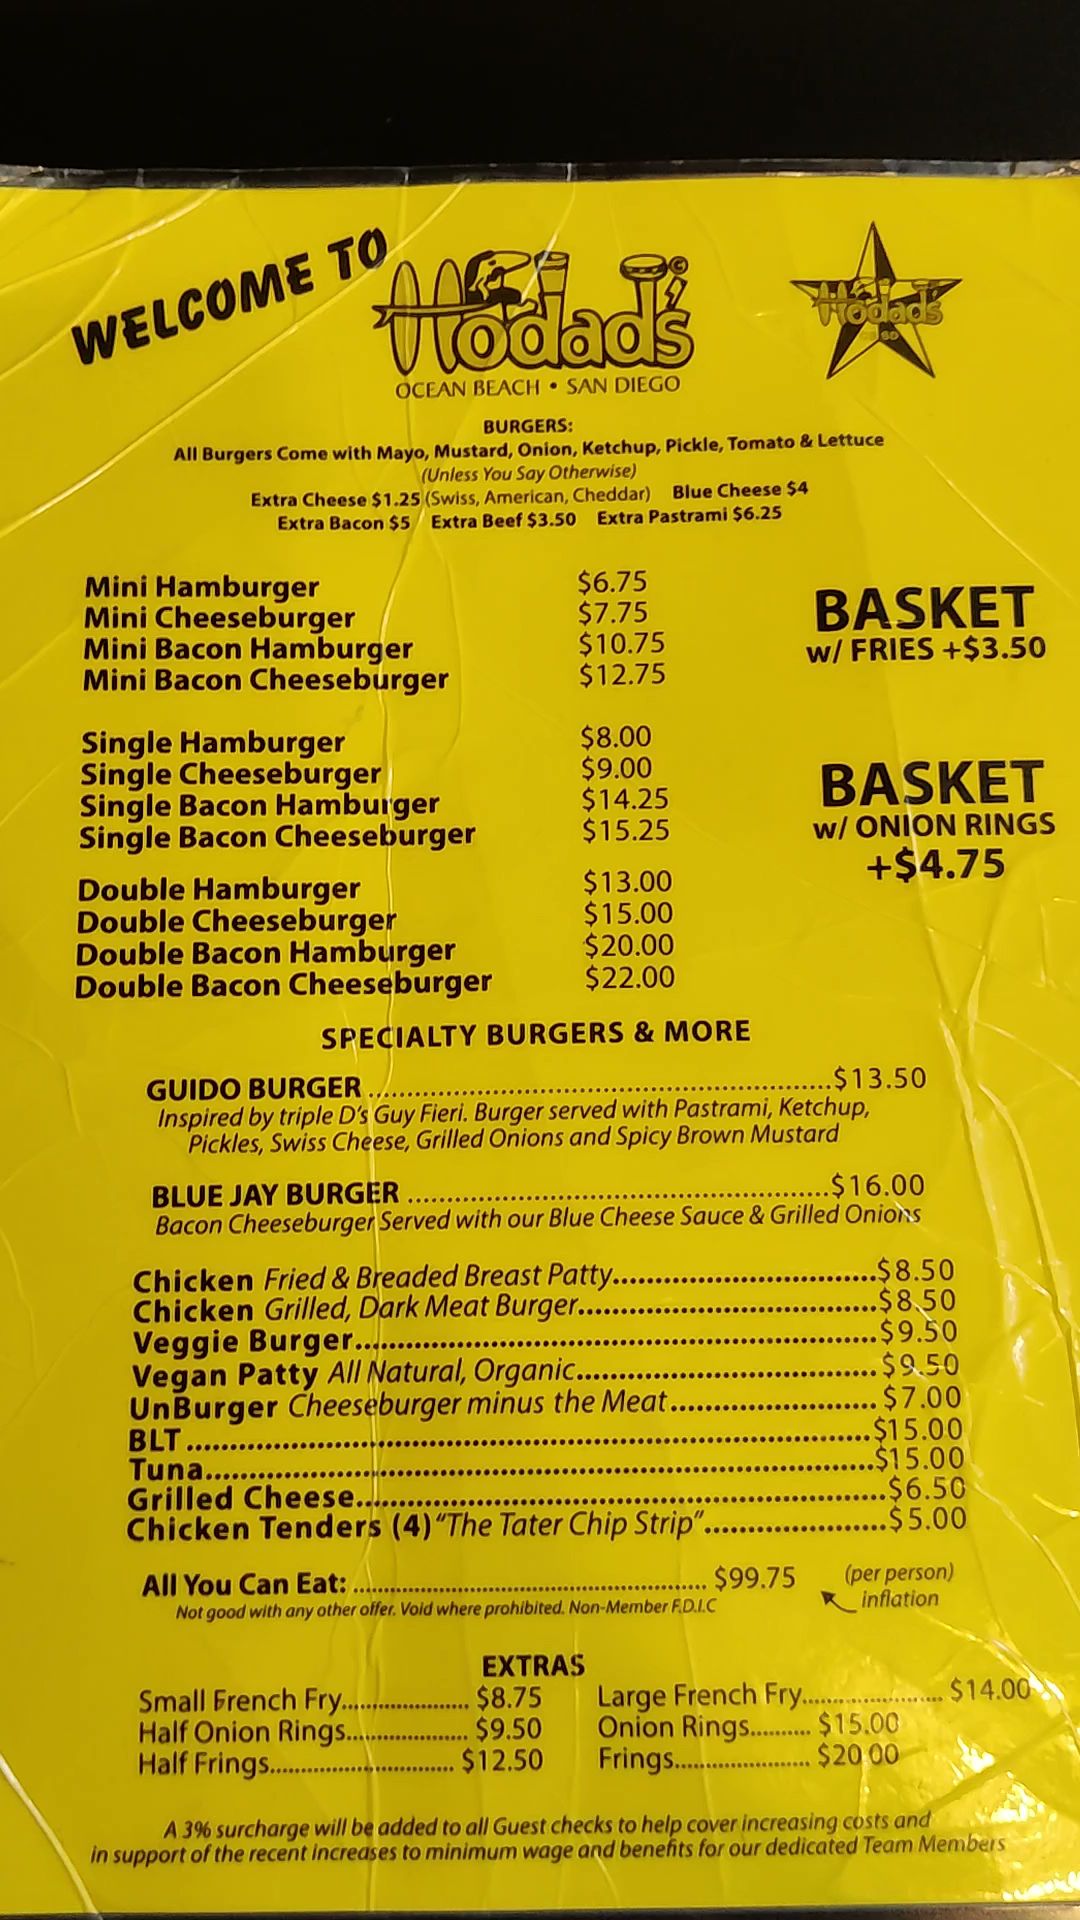 WELCOME TO
Hodad's
OCEAN BEACH • SAN DIEGO
Hodad's
BURGERS:
All Burgers Come with Mayo, Mustard, Onion, Ketchup, Pickle, Tomato & Lettuce
(Unless You Say Otherwise)
Extra Cheese $1.25 (Swiss, American, Cheddar) Blue Cheese $4
Extra Bacon $5 Extra Beef $3.50 Extra Pastrami $6.25
Mini Hamburger $6.75
Mini Cheeseburger $7.75
Mini Bacon Hamburger $10.75
Mini Bacon Cheeseburger $12.75
BASKET
w/ FRIES +$3.50
Single Hamburger $8.00
Single Cheeseburger $9.00
Single Bacon Hamburger $14.25
Single Bacon Cheeseburger $15.25
BASKET
w/ ONION RINGS
+$4.75
Double Hamburger $13.00
Double Cheeseburger $15.00
Double Bacon Hamburger $20.00
Double Bacon Cheeseburger $22.00
SPECIALTY BURGERS & MORE
GUIDO BURGER ........ $13.50
Inspired by triple D's Guy Fieri. Burger served with Pastrami, Ketchup,
Pickles, Swiss Cheese, Grilled Onions and Spicy Brown Mustard
BLUE JAY BURGER ........ $16.00
Bacon Cheeseburger Served with our Blue Cheese Sauce & Grilled Onions
Chicken Fried & Breaded Breast Patty........ $8.50
Chicken Grilled, Dark Meat Burger........ $8.50
Veggie Burger........ $9.50
Vegan Patty All Natural, Organic........ $9.50
UnBurger Cheeseburger minus the Meat........ $7.00
BLT ........ $15.00
Tuna........ $15.00
Grilled Cheese........ $6.50
Chicken Tenders (4) "The Tater Chip Strip"........ $5.00
All You Can Eat: ........ $99.75 (per person)
inflation
Not good with any other offer. Void where prohibited. Non-Member F.D.I.C
EXTRAS
Small French Fry........ $8.75 Large French Fry........ $14.00
Half Onion Rings........ $9.50 Onion Rings........ $15.00
Half Frings........ $12.50 Frings........ $20.00
A 3% surcharge will be added to all Guest checks to help cover increasing costs and
in support of the recent increases to minimum wage and benefits for our dedicated Team Members